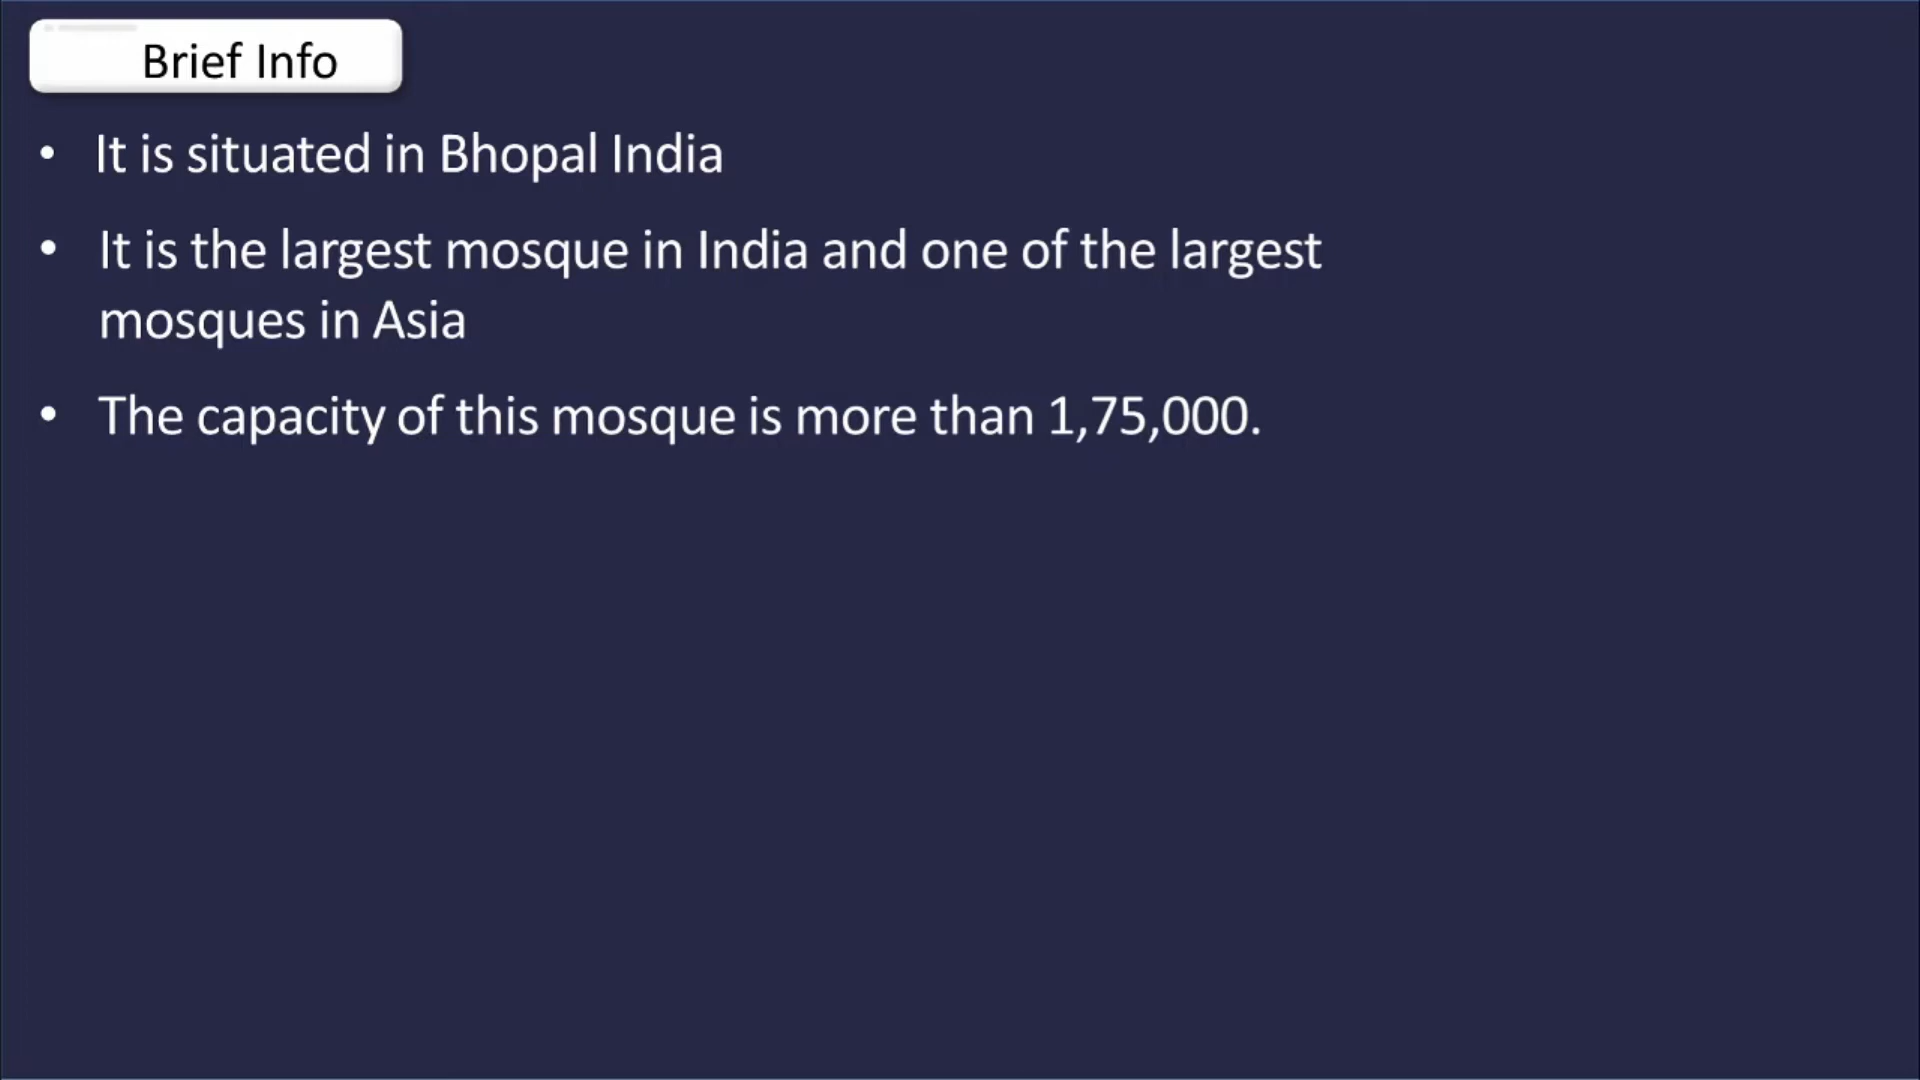 Brief Info
• It is situated in Bhopal India
• It is the largest mosque in India and one of the largest
mosques in Asia
• The capacity of this mosque is more than 1,75,000.